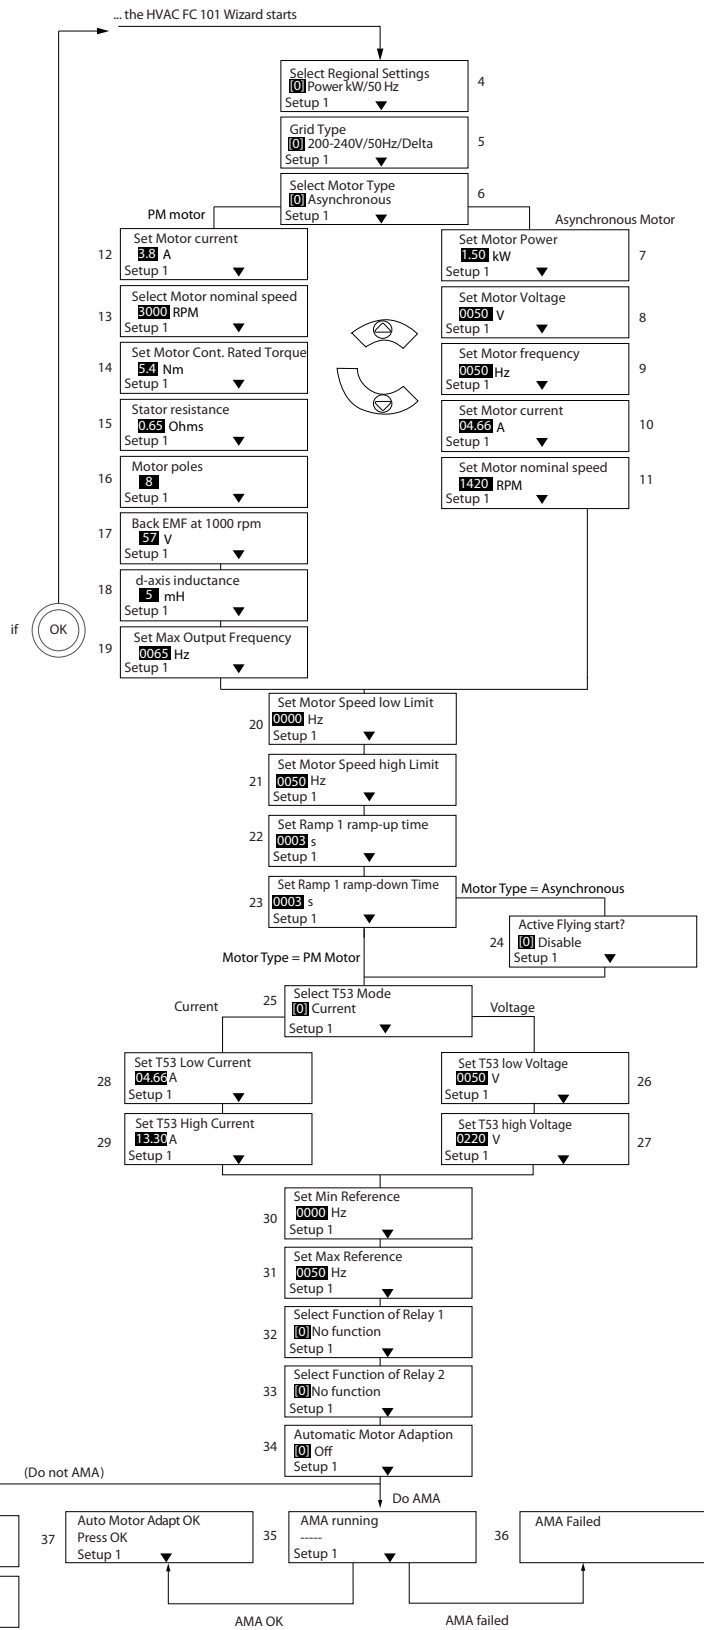 ... the HVAC FC 101 Wizard starts
Select Regional Settings
[0] Power kW/50 Hz
Setup 1
4
Grid Type
[0] 200-240V/50Hz/Delta
Setup 1
5
Select Motor Type
[0] Asynchronous
Setup 1
6
PM motor
Asynchronous Motor
12
Set Motor current
3.8 A
Setup 1
13
Select Motor nominal speed
3000 RPM
Setup 1
14
Set Motor Cont. Rated Torque
5.4 Nm
Setup 1
15
Stator resistance
0.65 Ohms
Setup 1
16
Motor poles
8
Setup 1
17
Back EMF at 1000 rpm
57 V
Setup 1
18
d-axis inductance
5 mH
Setup 1
19
Set Max Output Frequency
0065 Hz
Setup 1
if
OK
Set Motor Power
1.50 kW
Setup 1
7
Set Motor Voltage
0050 V
Setup 1
8
Set Motor frequency
0050 Hz
Setup 1
9
Set Motor current
04.66 A
Setup 1
10
Set Motor nominal speed
1420 RPM
Setup 1
11
20
Set Motor Speed low Limit
0000 Hz
Setup 1
21
Set Motor Speed high Limit
0050 Hz
Setup 1
22
Set Ramp 1 ramp-up time
0003 s
Setup 1
23
Set Ramp 1 ramp-down Time
0003 s
Setup 1
Motor Type = Asynchronous
24
Active Flying start?
[0] Disable
Setup 1
Motor Type = PM Motor
25
Select T53 Mode
[0] Current
Setup 1
Current
Voltage
28
Set T53 Low Current
04.66 A
Setup 1
29
Set T53 High Current
13.30 A
Setup 1
Set T53 low Voltage
0050 V
Setup 1
26
Set T53 high Voltage
0220 V
Setup 1
27
30
Set Min Reference
0000 Hz
Setup 1
31
Set Max Reference
0050 Hz
Setup 1
32
Select Function of Relay 1
[0] No function
Setup 1
33
Select Function of Relay 2
[0] No function
Setup 1
34
Automatic Motor Adaption
[0] Off
Setup 1
(Do not AMA)
Do AMA
37
Auto Motor Adapt OK
Press OK
Setup 1
35
AMA running
-----
Setup 1
36
AMA Failed
AMA OK
AMA failed